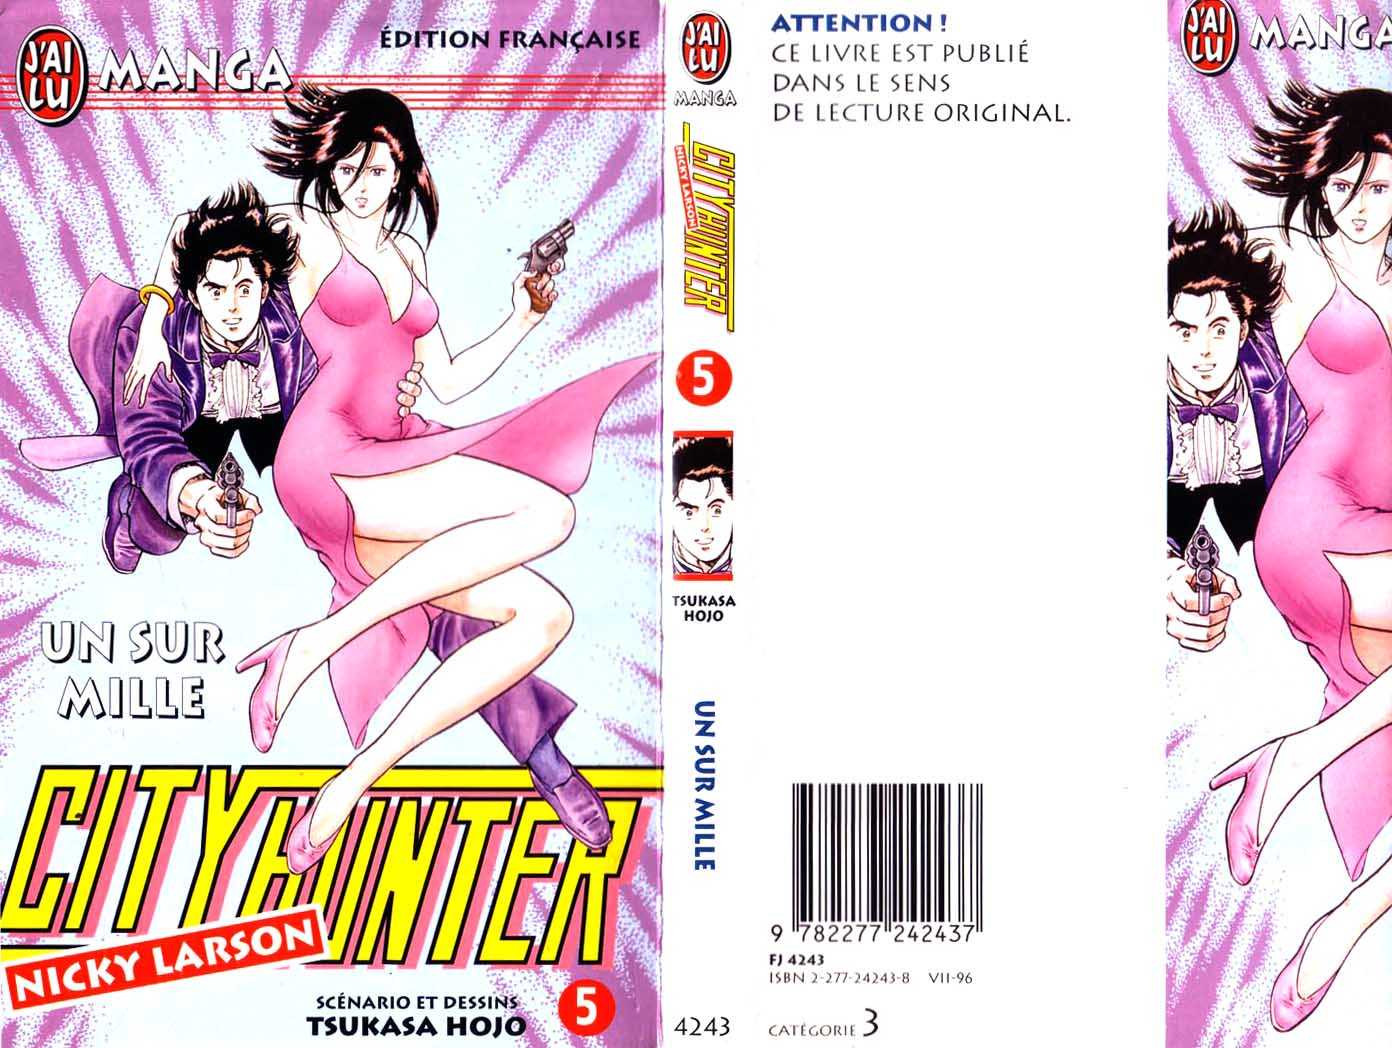 J'AI
LU
MANGA
ÉDITION FRANÇAISE
UN SUR
MILLE
CITY HUNTER
NICKY LARSON
SCÉNARIO ET DESSINS
TSUKASA HOJO
5
J'AI
LU
MANGA
CITY HUNTER
NICKY LARSON
5
TSUKASA
HOJO
UN SUR MILLE
4243
ATTENTION !
CE LIVRE EST PUBLIÉ
DANS LE SENS
DE LECTURE ORIGINAL.
9 782277 242437
FJ 4243
ISBN 2-277-24243-8 VII-96
CATÉGORIE 3
J'AI
LU
MANGA